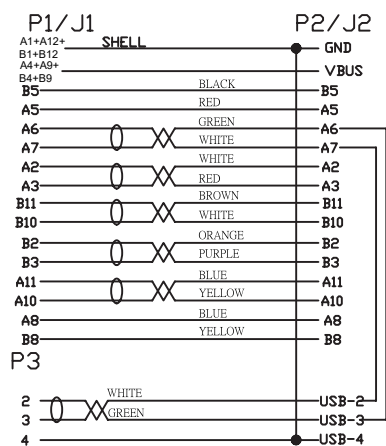 P1/J1 P2/J2
A1+A12+ SHELL
B1+B12 GND
A4+A9+ VBUS
B4+B9
B5 BLACK B5
A5 RED A5
A6 GREEN A6
A7 WHITE A7
A2 WHITE A2
A3 RED A3
B11 BROWN B11
B10 WHITE B10
B2 ORANGE B2
B3 PURPLE B3
A11 BLUE A11
A10 YELLOW A10
A8 BLUE A8
B8 YELLOW B8
P3
2 WHITE USB-2
3 GREEN USB-3
4 USB-4